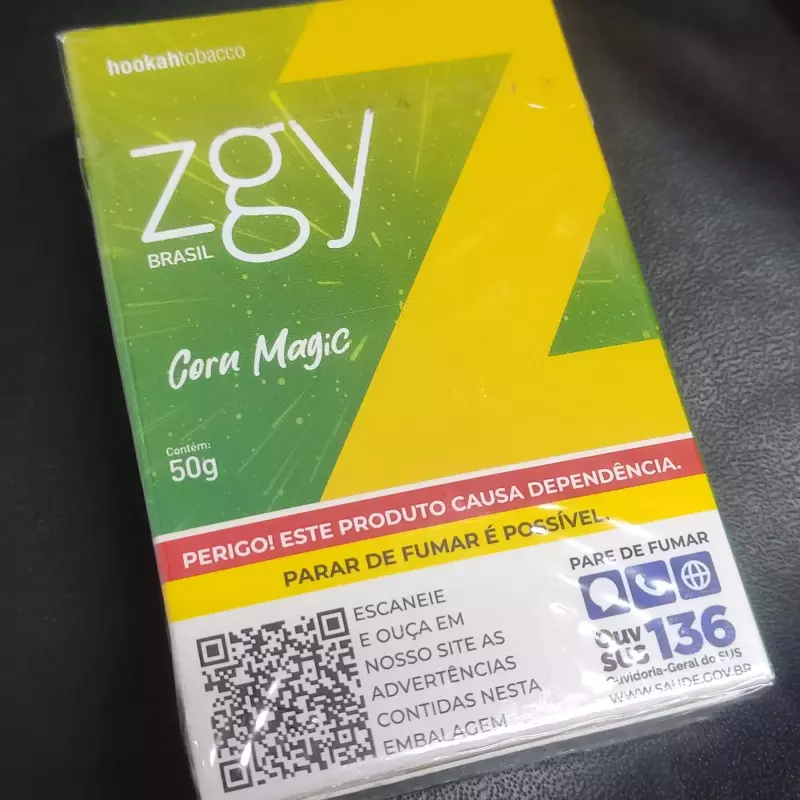 hookahtobacco
zgy
BRASIL
Corn Magic
Contém:
50g
PERIGO! ESTE PRODUTO CAUSA DEPENDÊNCIA.
PARAR DE FUMAR É POSSÍVEL.
ESCANEIE
E OUÇA EM
NOSSO SITE AS
ADVERTÊNCIAS
CONTIDAS NESTA
EMBALAGEM
PARE DE FUMAR
Ouv
SUS
136
Ouvidoria-Geral do SUS
WWW.SAUDE.GOV.BR